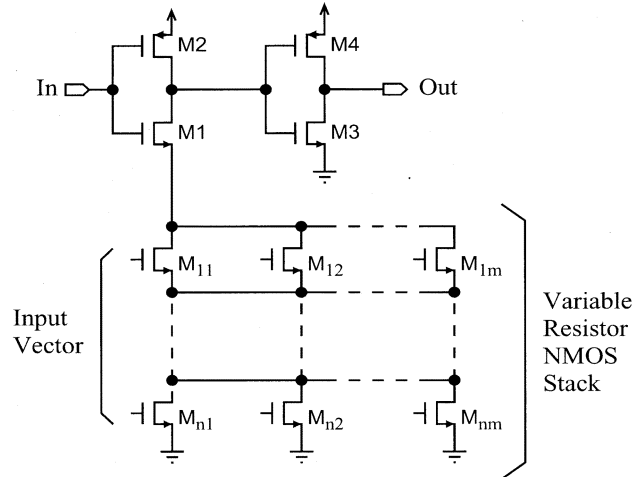 M2
M4
In
Out
M1
M3
M11
M12
M1m
Input
Vector
Variable
Resistor
NMOS
Stack
Mn1
Mn2
Mnm